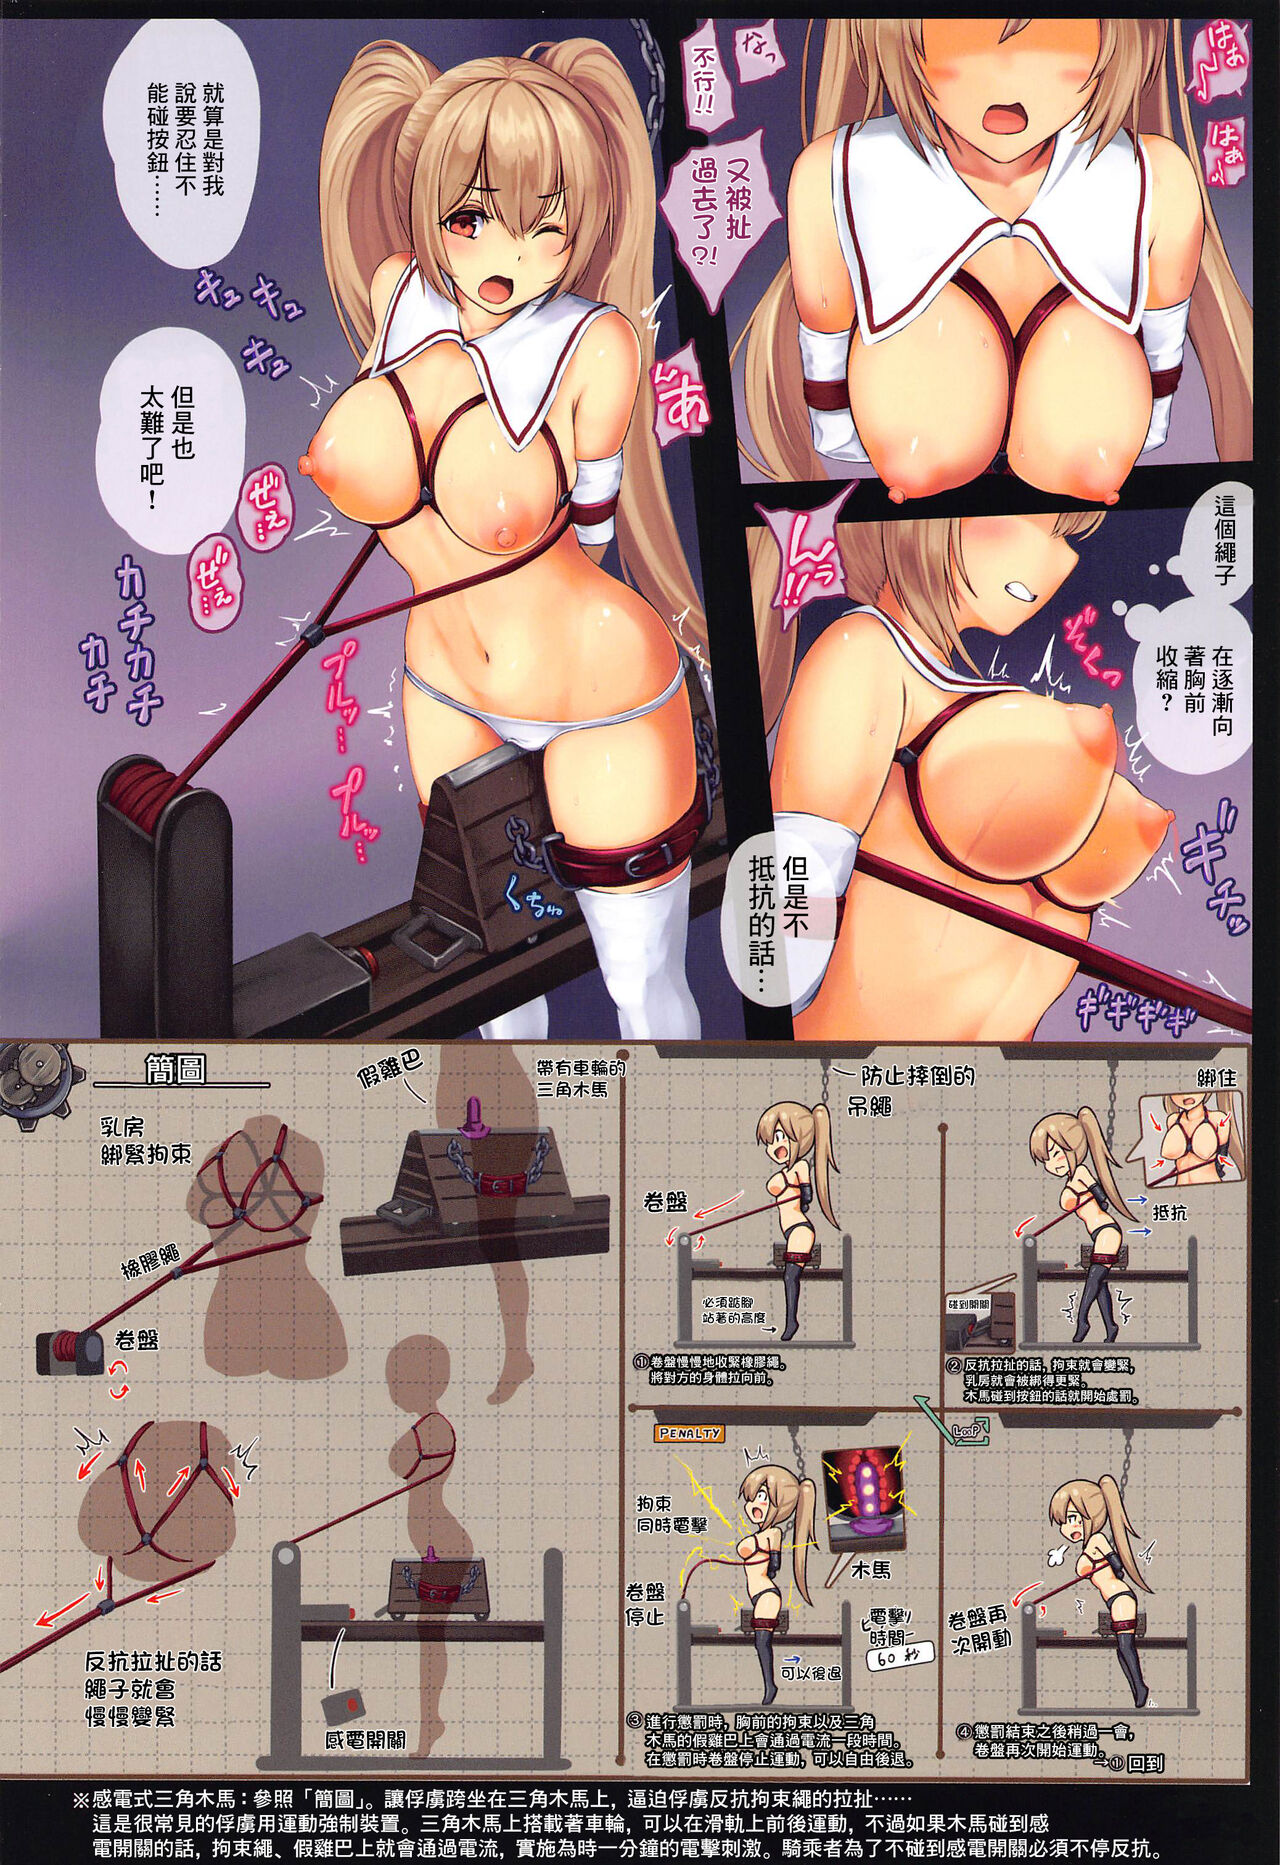 はぁ〜
はぁぁ〜
なっ
不行!!
又被扯
過去了?!
就算是對我
說要忍住不
能碰按鈕……
キュ キュ
キュ
但是也
太難了吧!
んあ
ぜぇ…
ぜぇ…
カチカチ
カチ
プルッ…
プルッ…
くちゅ
這個繩子
在逐漸向
著胸前
收縮?
んぅ!!
ぞくっ
但是不
抵抗的話…
ギチッ
ギギギギ
簡圖
乳房
綁緊拘束
橡膠繩
卷盤
假雞巴
帶有車輪的
三角木馬
反抗拉扯的話
繩子就會
慢慢變緊
感電開關
防止摔倒的
吊繩
卷盤
必須踮腳
站著的高度
①卷盤慢慢地收緊橡膠繩。
將對方的身體拉向前。
綁住
抵抗
碰到開關
②反抗拉扯的話,拘束就會變緊,
乳房就會被綁得更緊。
木馬碰到按鈕的話就開始處罰。
PENALTY
LOOP
拘束
同時電擊
木馬
卷盤
停止
電擊
時間
60秒
可以後退
③進行懲罰時,胸前的拘束以及三角
木馬的假雞巴上會通過電流一段時間。
在懲罰時卷盤停止運動,可以自由後退。
卷盤再
次開動
④懲罰結束之後稍過一會,
卷盤再次開始運動。
→①回到
※感電式三角木馬:參照「簡圖」。讓俘虜跨坐在三角木馬上,逼迫俘虜反抗拘束繩的拉扯……
這是很常見的俘虜用運動強制裝置。三角木馬上搭載著車輪,可以在滑軌上前後運動,不過如果木馬碰到感
電開關的話,拘束繩、假雞巴上就會通過電流,實施為時一分鐘的電擊刺激。騎乘者為了不碰到感電開關必須不停反抗。